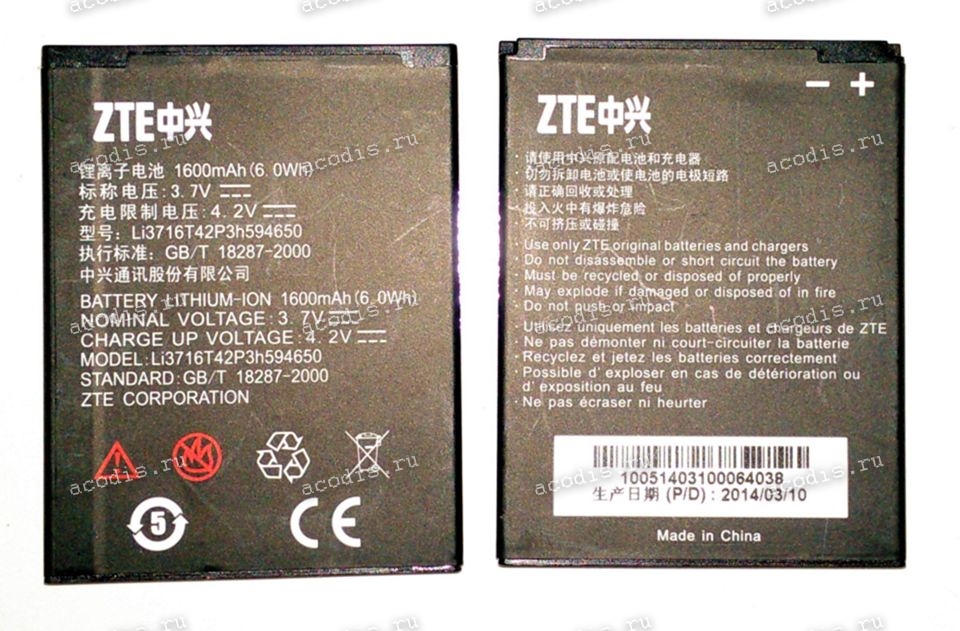 ZTE中兴
锂离子电池 1600mAh(6.0Wh)
标称电压: 3.7V
充电限制电压: 4.2V
型号: Li3716T42P3h594650
执行标准: GB/T 18287-2000
中兴通讯股份有限公司
BATTERY LITHIUM-ION 1600mAh(6.0Wh)
NOMINAL VOLTAGE: 3.7V
CHARGE UP VOLTAGE: 4.2V
MODEL: Li3716T42P3h594650
STANDARD: GB/T 18287-2000
ZTE CORPORATION
5
CE
− +
ZTE中兴
· 请使用中兴原配电池和充电器
· 切勿拆卸电池或使电池的电极短路
· 请正确回收或处理
· 投入火中有爆炸危险
· 不可挤压或碰撞
· Use only ZTE original batteries and chargers
· Do not disassemble or short circuit the battery
· Must be recycled or disposed of properly
· May explode if damaged or disposed of in fire
· Do not push or impact
· Utilisez uniquement les batteries et chargeurs de ZTE
· Ne pas démonter ni court-circuiter la batterie
· Recyclez et jetez les batteries correctement
· Possible d' exploser en cas de détérioration ou
d' exposition au feu
· Ne pas écraser ni heurter
10051403100064038
生产日期 (P/D) : 2014/03/10
Made in China
acodis.ru